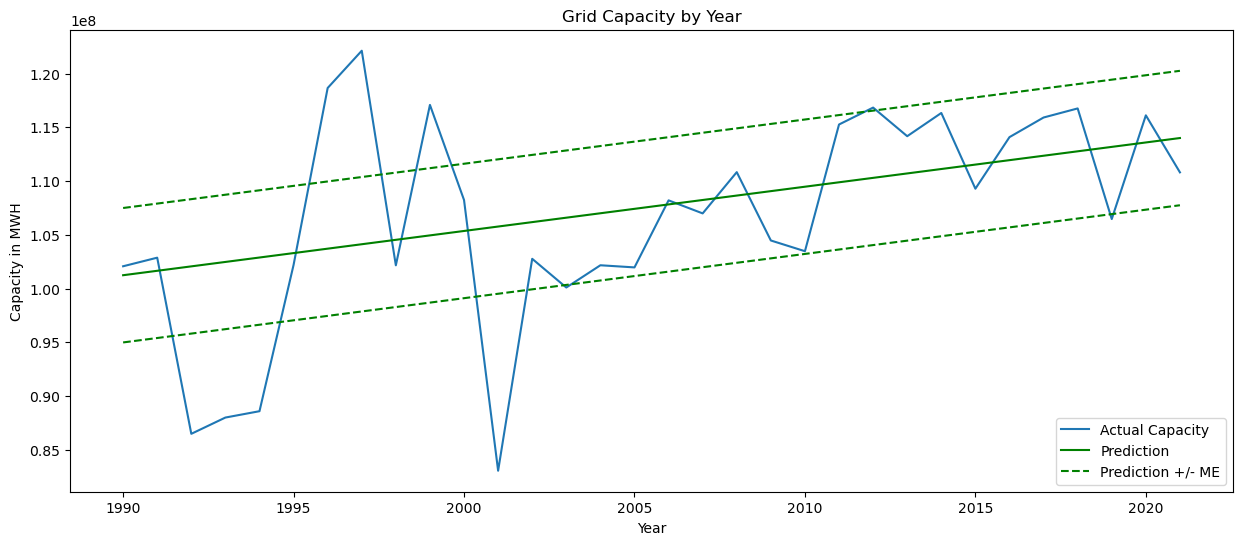 Grid Capacity by Year
1e8
Capacity in MWH
1.20
1.15
1.10
1.05
1.00
0.95
0.90
0.85
1990
1995
2000
2005
2010
2015
2020
Year
Actual Capacity
Prediction
Prediction +/- ME